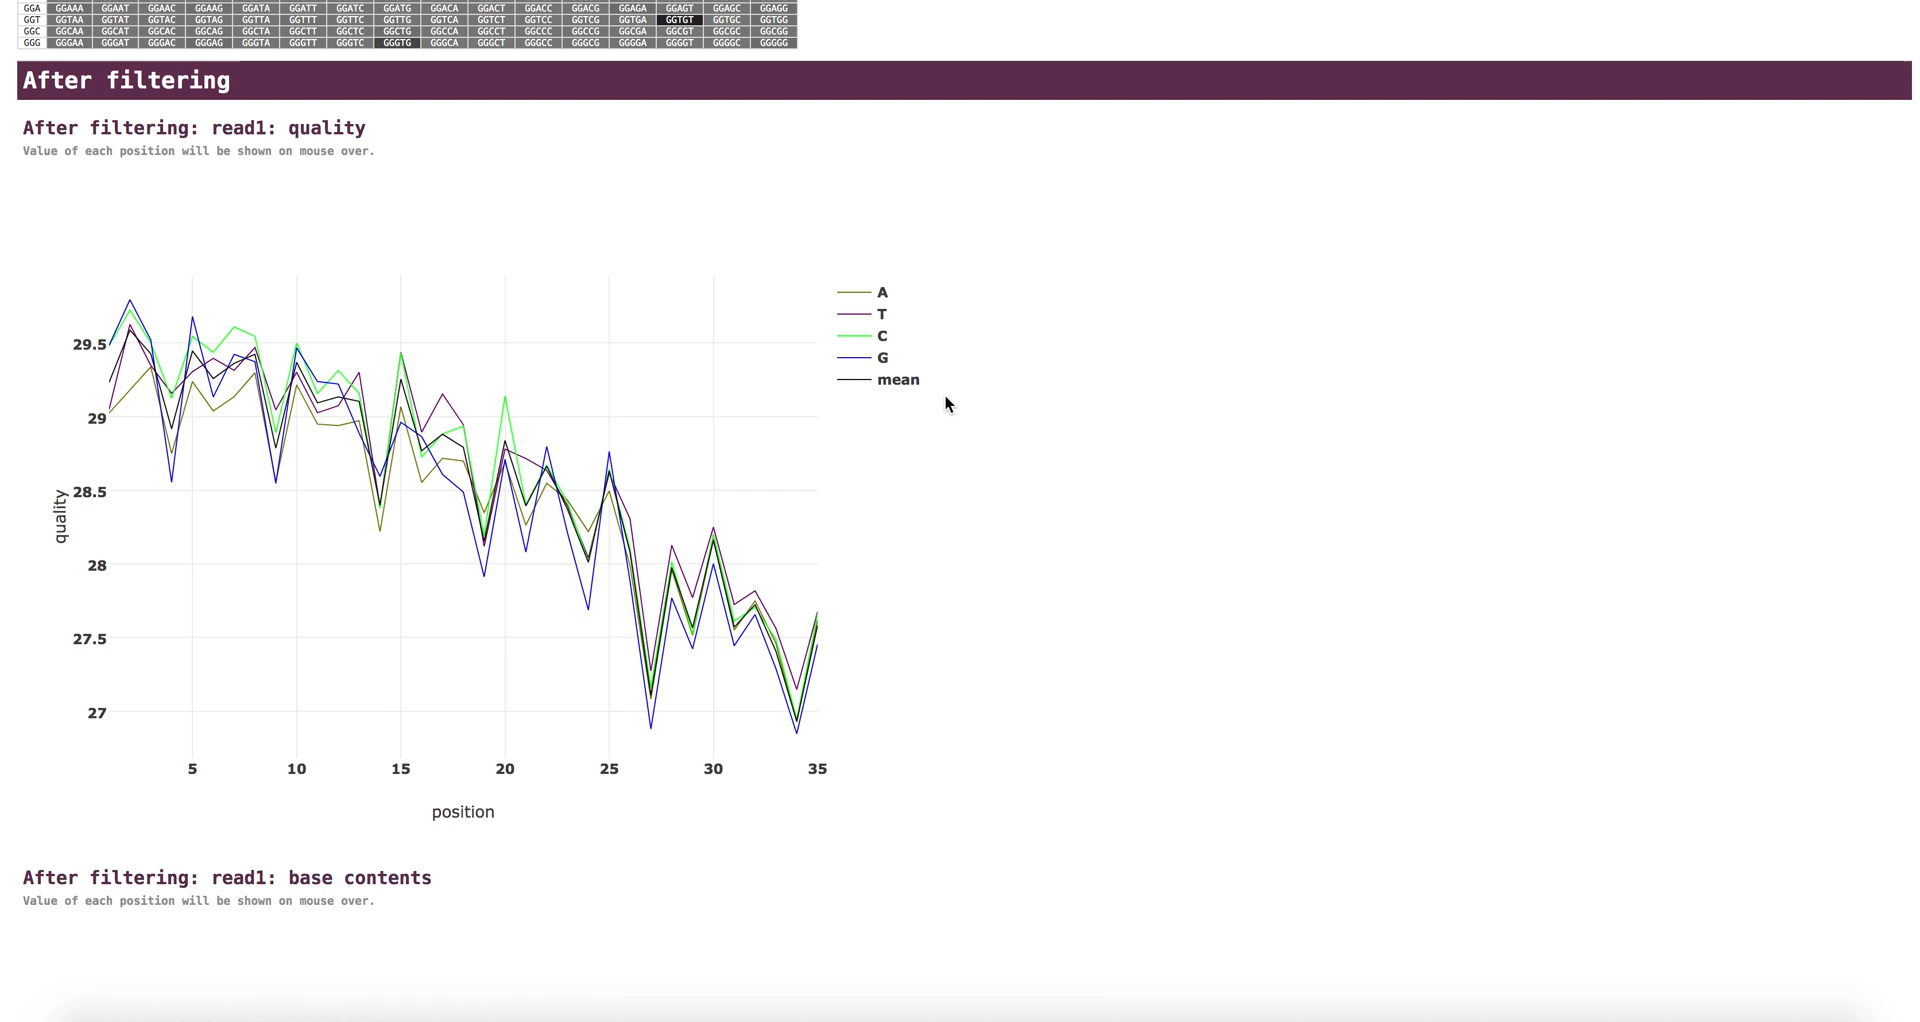 GGA GGAAA GGAAT GGAAC GGAAG GGATA GGATT GGATC GGATG GGACA GGACT GGACC GGACG GGAGA GGAGT GGAGC GGAGG
GGT GGTAA GGTAT GGTAC GGTAG GGTTA GGTTT GGTTC GGTTG GGTCA GGTCT GGTCC GGTCG GGTGA GGTGT GGTGC GGTGG
GGC GGCAA GGCAT GGCAC GGCAG GGCTA GGCTT GGCTC GGCTG GGCCA GGCCT GGCCC GGCCG GGCGA GGCGT GGCGC GGCGG
GGG GGGAA GGGAT GGGAC GGGAG GGGTA GGGTT GGGTC GGGTG GGGCA GGGCT GGGCC GGGCG GGGGA GGGGT GGGGC GGGGG
After filtering
After filtering: read1: quality
Value of each position will be shown on mouse over.
A
T
C
G
mean
29.5
29
28.5
28
27.5
27
quality
5 10 15 20 25 30 35
position
After filtering: read1: base contents
Value of each position will be shown on mouse over.